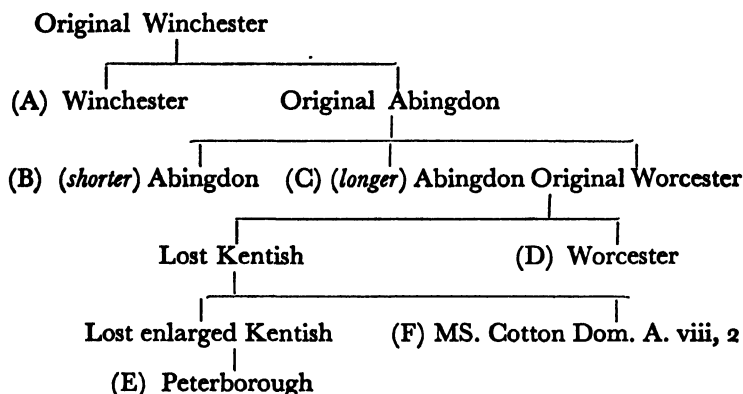 Original Winchester
(A) Winchester Original Abingdon
(B) (shorter) Abingdon (C) (longer) Abingdon Original Worcester
Lost Kentish (D) Worcester
Lost enlarged Kentish (F) MS. Cotton Dom. A. viii, 2
(E) Peterborough